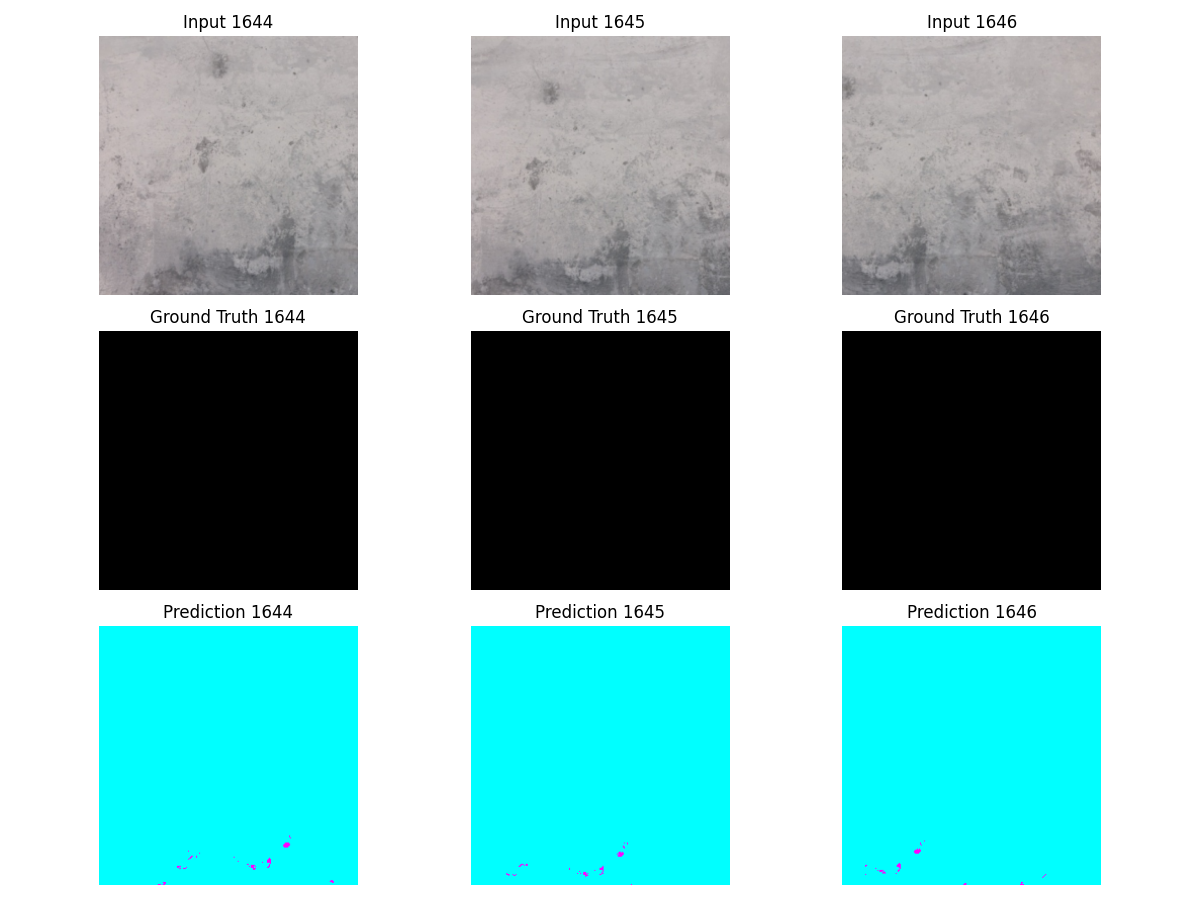 Input 1644
Input 1645
Input 1646
Ground Truth 1644
Ground Truth 1645
Ground Truth 1646
Prediction 1644
Prediction 1645
Prediction 1646